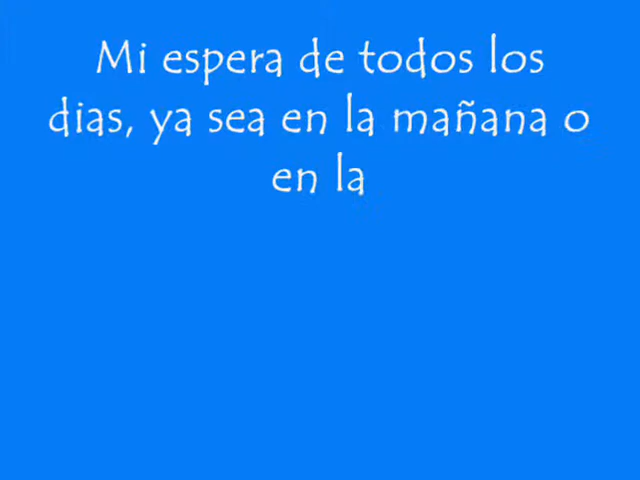 Mi espera de todos los
dias, ya sea en la mañana o
en la